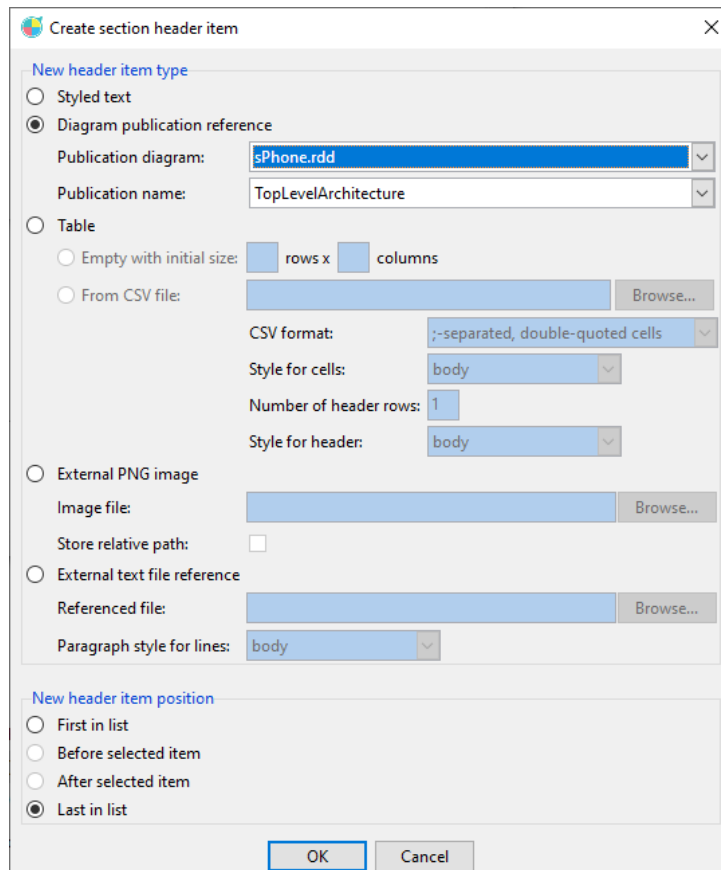 Create section header item
New header item type
Styled text
Diagram publication reference
Publication diagram: sPhone.rdd
Publication name: TopLevelArchitecture
Table
Empty with initial size: rows x columns
From CSV file: Browse...
CSV format: ;-separated, double-quoted cells
Style for cells: body
Number of header rows: 1
Style for header: body
External PNG image
Image file: Browse...
Store relative path:
External text file reference
Referenced file: Browse...
Paragraph style for lines: body
New header item position
First in list
Before selected item
After selected item
Last in list
OK Cancel